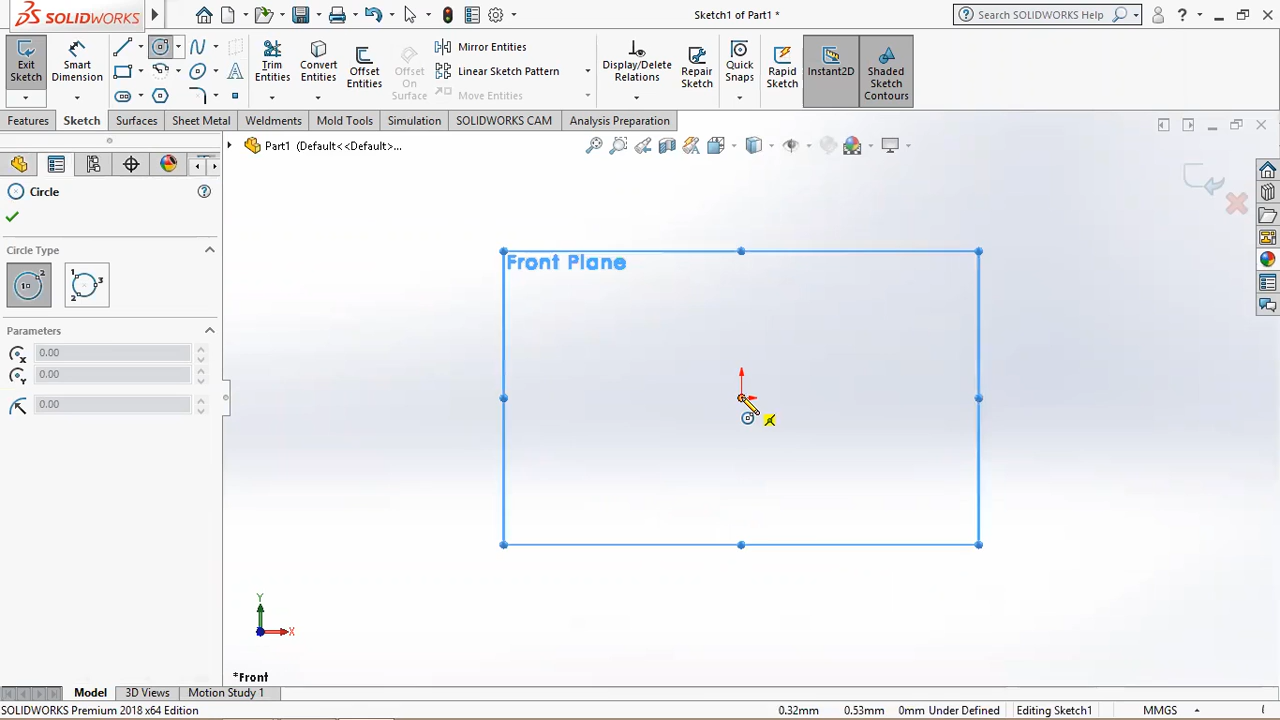 SOLIDWORKS
Sketch1 of Part1 *
Search SOLIDWORKS Help
?
Exit Sketch
Smart Dimension
Trim Entities
Convert Entities
Offset Entities
Offset On Surface
Mirror Entities
Linear Sketch Pattern
Move Entities
Display/Delete Relations
Repair Sketch
Quick Snaps
Rapid Sketch
Instant2D
Shaded Sketch Contours
Features Sketch Surfaces Sheet Metal Weldments Mold Tools Simulation SOLIDWORKS CAM Analysis Preparation
Part1 (Default<<Default>...
Circle
Circle Type
Parameters
0.00
0.00
0.00
Front Plane
Y
X
*Front
Model 3D Views Motion Study 1
SOLIDWORKS Premium 2018 x64 Edition
0.32mm 0.53mm 0mm Under Defined Editing Sketch1 MMGS